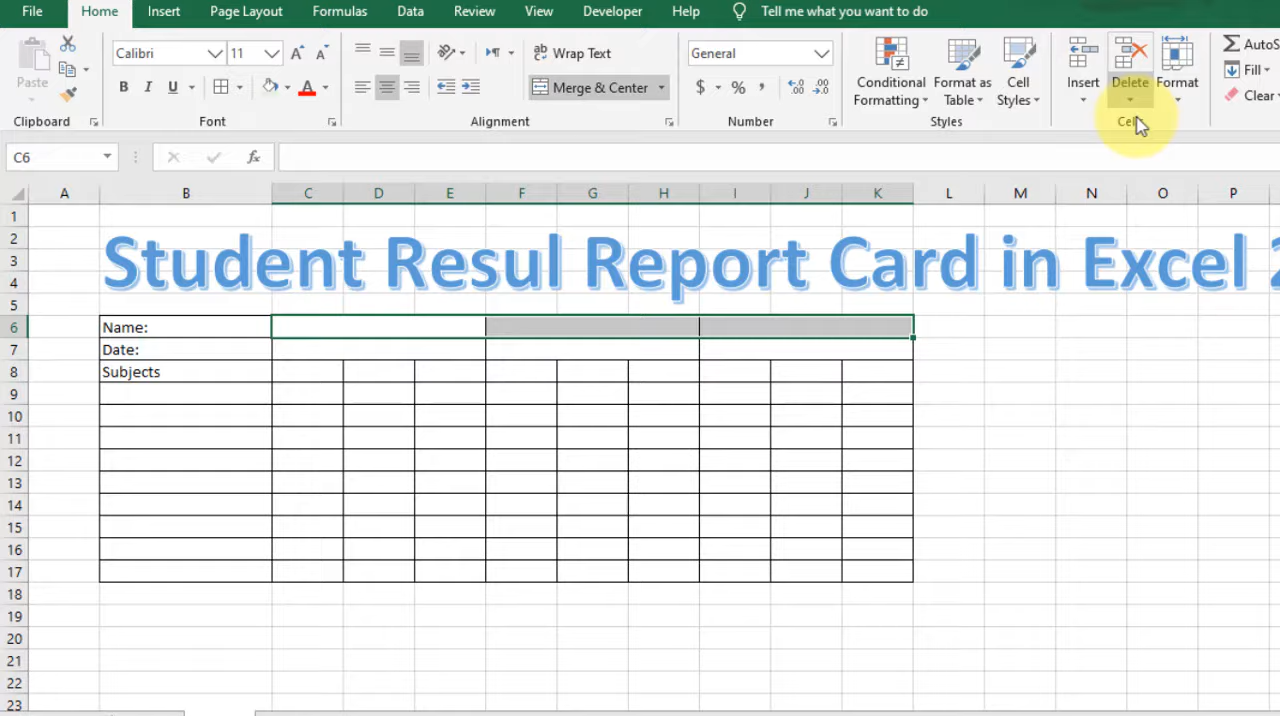 File Home Insert Page Layout Formulas Data Review View Developer Help Tell me what you want to do
Calibri 11 Wrap Text General AutoS
Paste B I U Merge & Center $ % , Conditional Formatting Format as Table Cell Styles Insert Delete Format Fill Clear
Clipboard Font Alignment Number Styles Cells
C6 fx
A B C D E F G H I J K L M N O P
1
2
3 Student Resul Report Card in Excel 2
4
5
6 Name:
7 Date:
8 Subjects
9
10
11
12
13
14
15
16
17
18
19
20
21
22
23